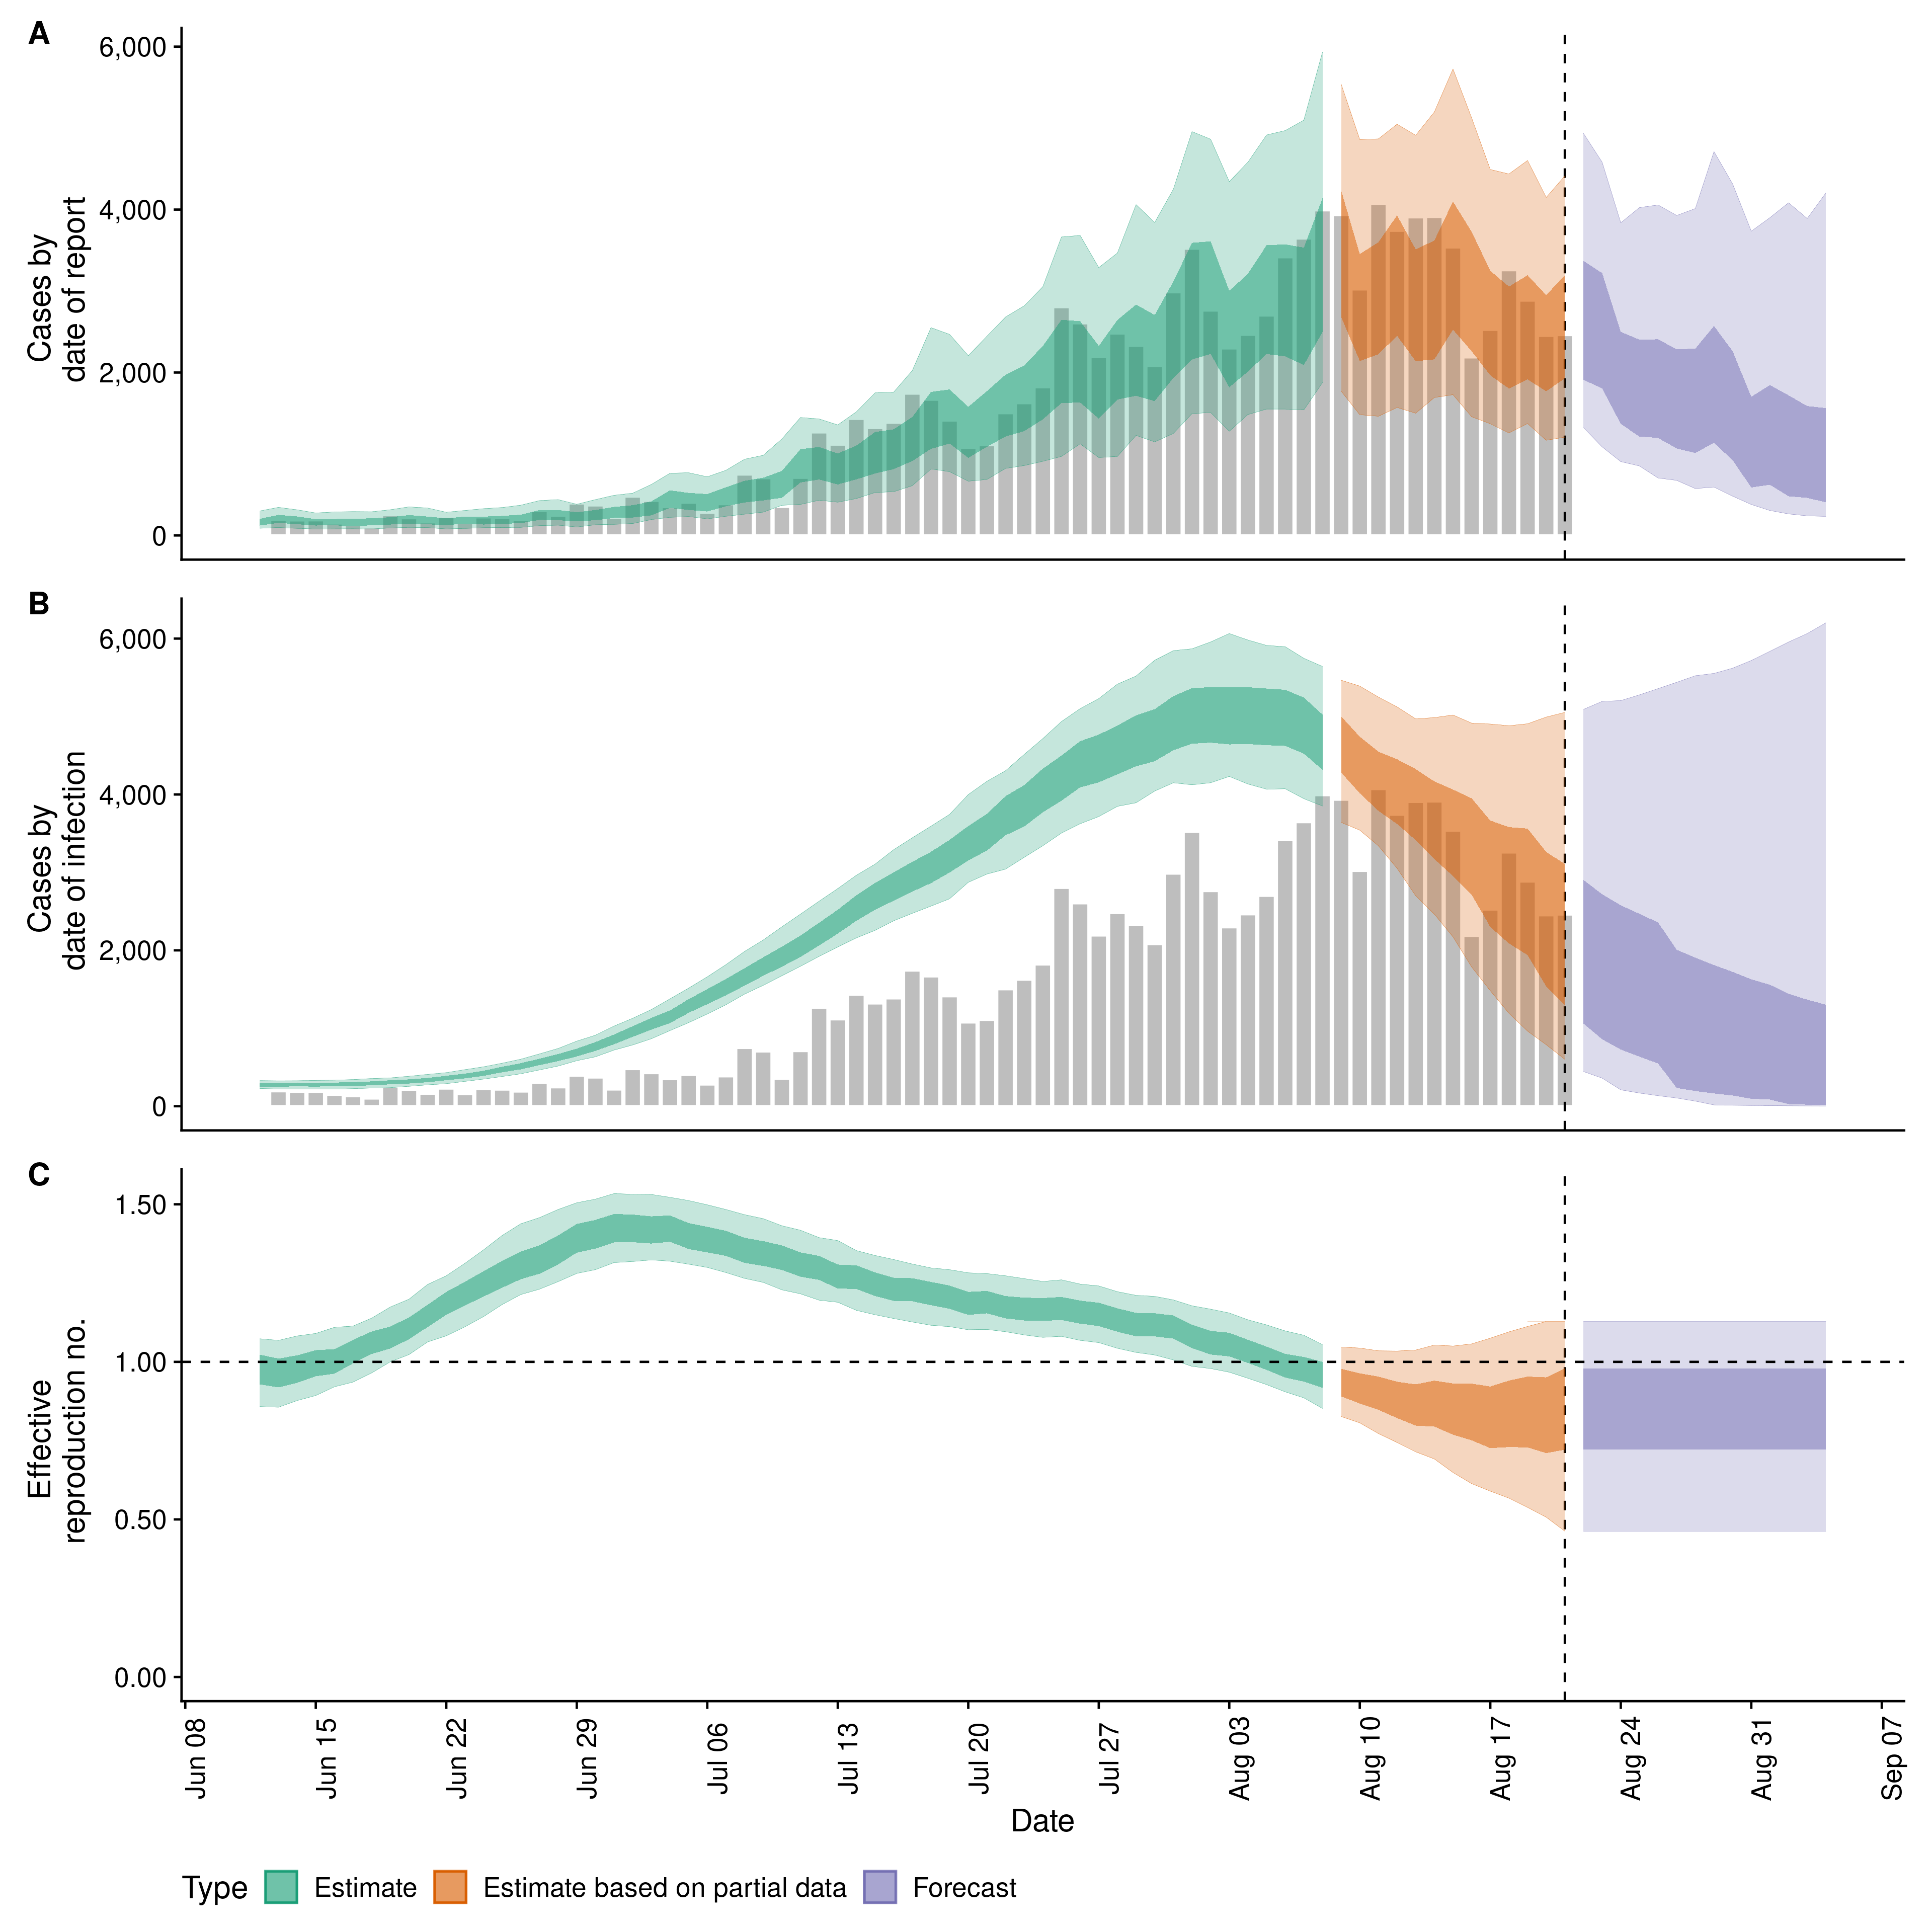 A
6,000
4,000
2,000
0
Cases by
date of report
B
6,000
4,000
2,000
0
Cases by
date of infection
C
1.50
1.00
0.50
0.00
Effective
reproduction no.
Jun 08
Jun 15
Jun 22
Jun 29
Jul 06
Jul 13
Jul 20
Jul 27
Aug 03
Aug 10
Aug 17
Aug 24
Aug 31
Sep 07
Date
Type Estimate Estimate based on partial data Forecast